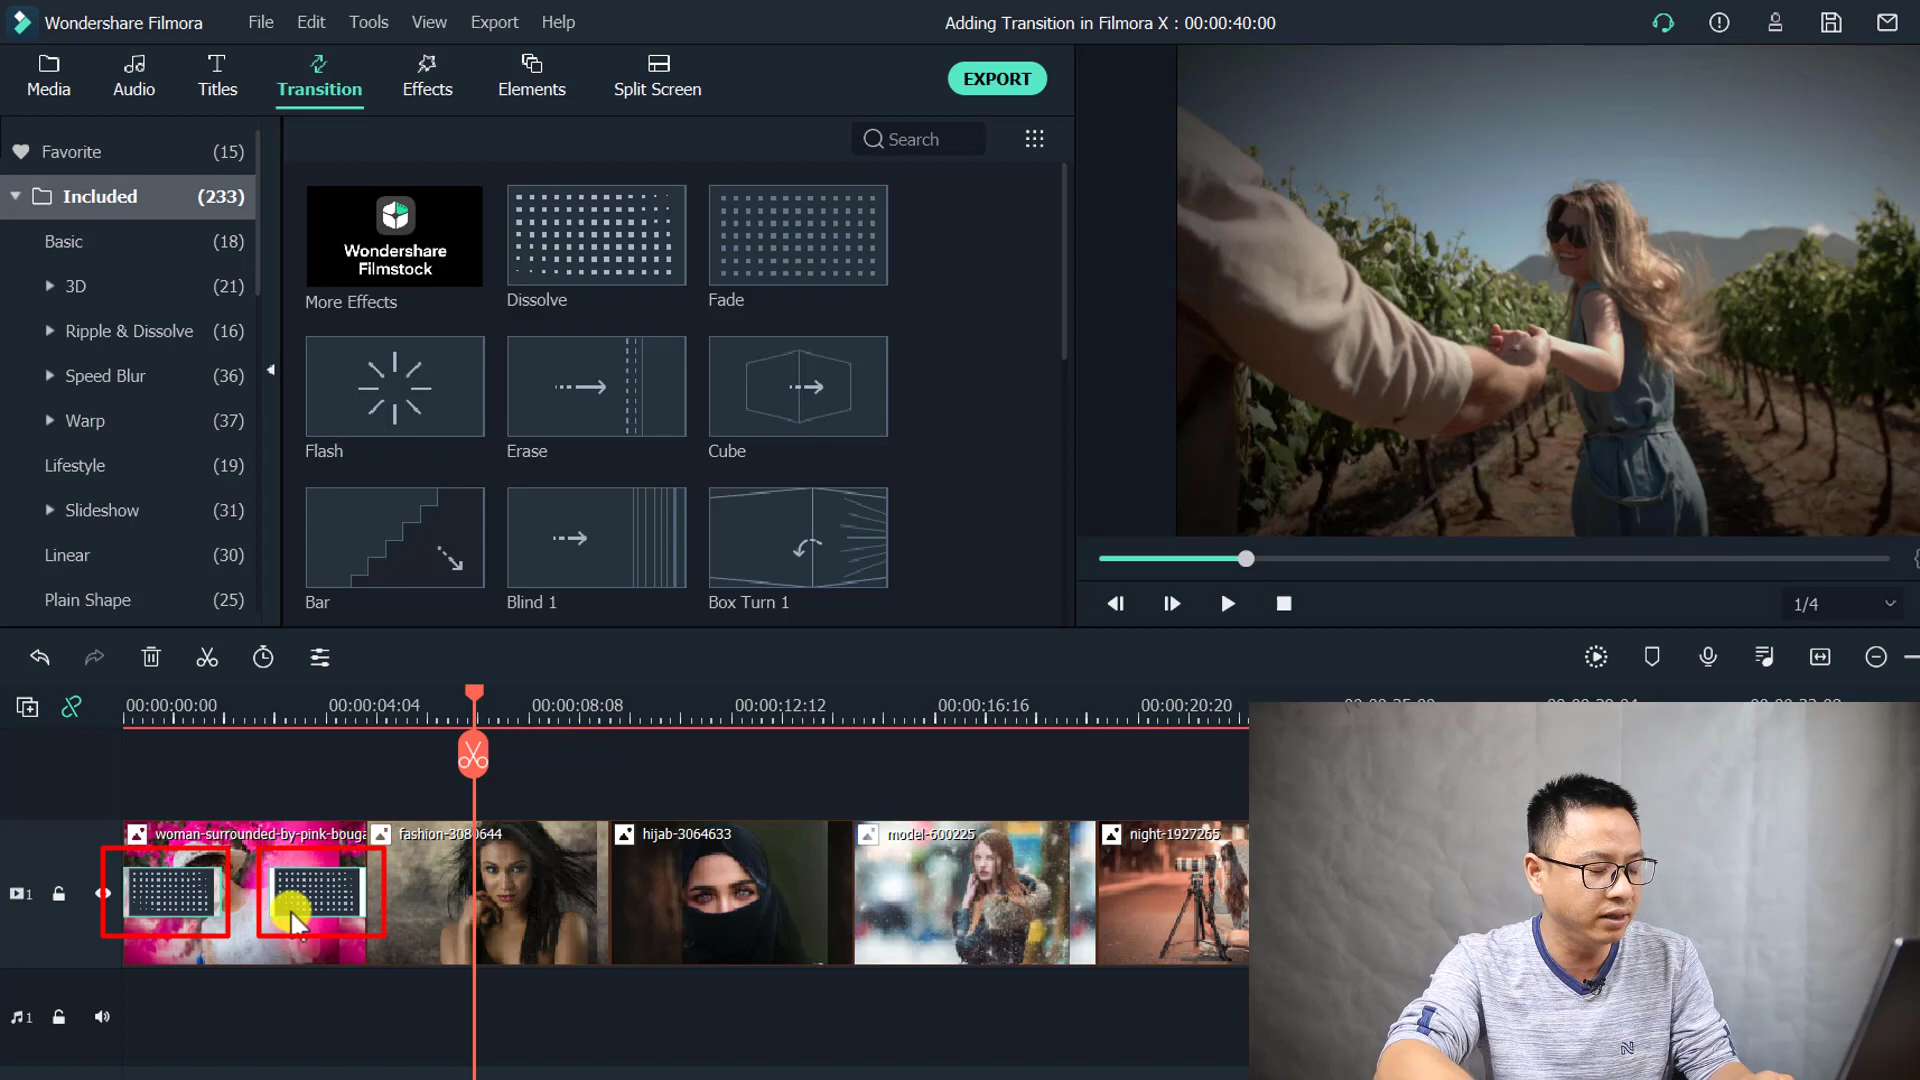 Wondershare Filmora
File Edit Tools View Export Help
Adding Transition in Filmora X : 00:00:40:00
Media Audio Titles Transition Effects Elements Split Screen
EXPORT
Favorite (15)
Search
Included (233)
Basic (18)
3D (21)
Ripple & Dissolve (16)
Speed Blur (36)
Warp (37)
Lifestyle (19)
Slideshow (31)
Linear (30)
Plain Shape (25)
Wondershare
Filmstock
More Effects Dissolve Fade
Flash Erase Cube
Bar Blind 1 Box Turn 1
1/4
00:00:00:00 00:00:04:04 00:00:08:08 00:00:12:12 00:00:16:16 00:00:20:20
woman-surrounded-by-pink-bouga fashion-3080644 hijab-3064633 model-600225 night-1927265
1
1
N